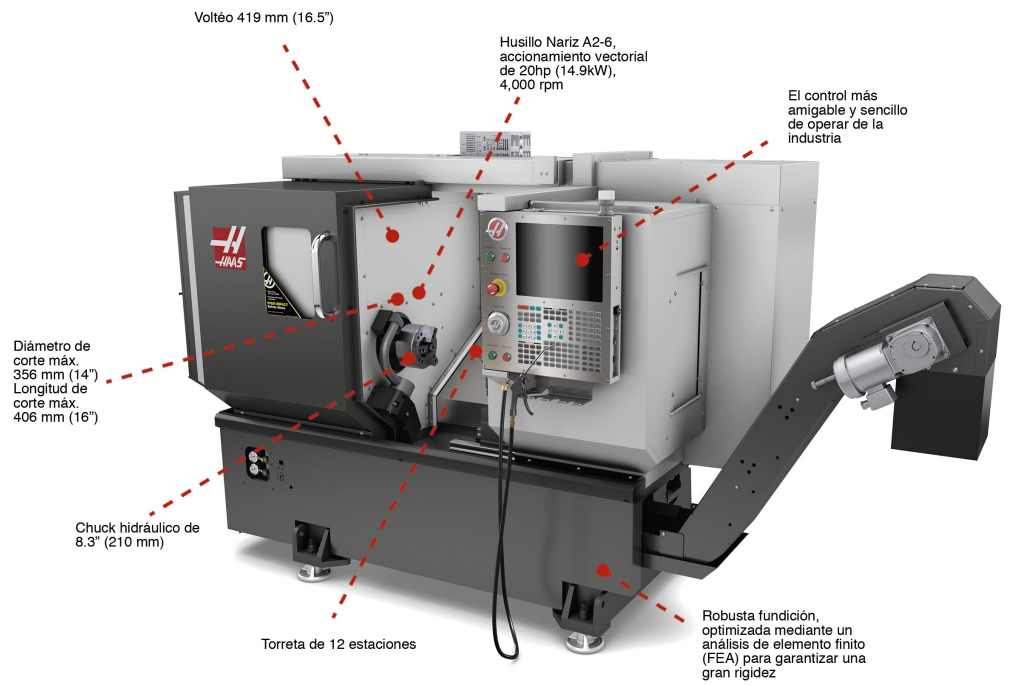 Voltéo 419 mm (16.5”)
Husillo Nariz A2-6,
accionamiento vectorial
de 20hp (14.9kW),
4,000 rpm
El control más
amigable y sencillo
de operar de la
industria
HAAS
Diámetro de
corte máx.
356 mm (14”)
Longitud de
corte máx.
406 mm (16”)
Chuck hidráulico de
8.3” (210 mm)
Torreta de 12 estaciones
Robusta fundición,
optimizada mediante un
análisis de elemento finito
(FEA) para garantizar una
gran rigidez